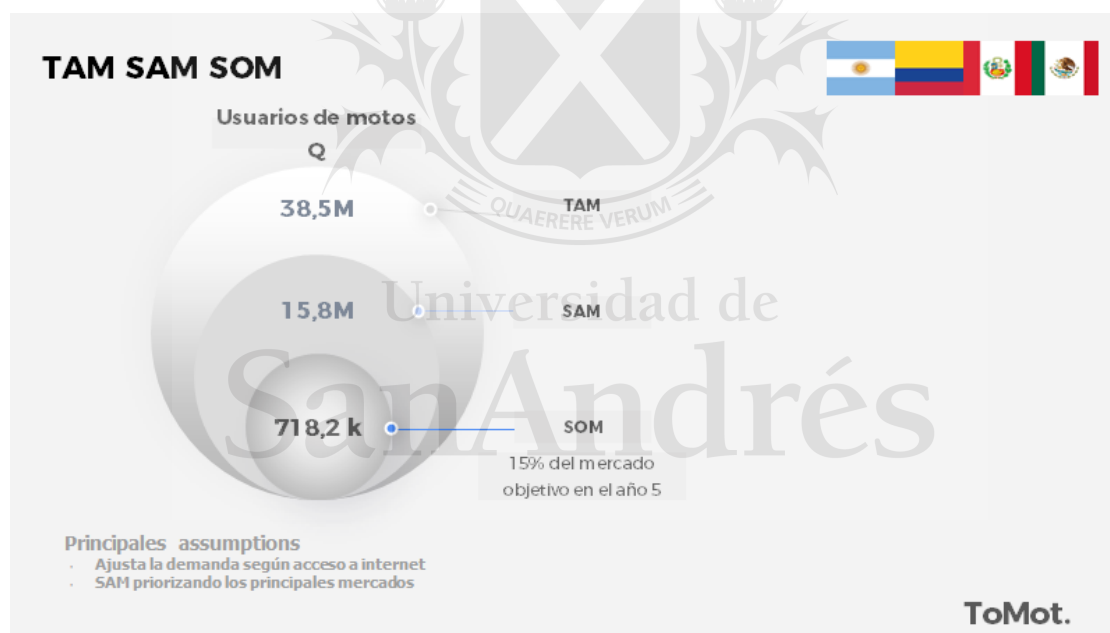 TAM SAM SOM
Usuarios de motos
Q
38,5M
TAM
QUAERERE VERUM
15,8M
SAM
Universidad de
SanAndrés
718,2 k
SOM
15% del mercado
objetivo en el año 5
Principales assumptions
· Ajusta la demanda según acceso a internet
· SAM priorizando los principales mercados
ToMot.